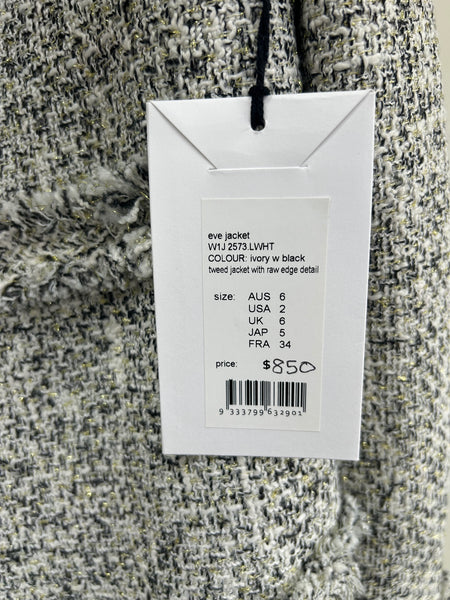 eve jacket
W1J 2573.LWHT
COLOUR: ivory w black
tweed jacket with raw edge detail
size: AUS 6
USA 2
UK 6
JAP 5
FRA 34
price: $850
9 333799 632901